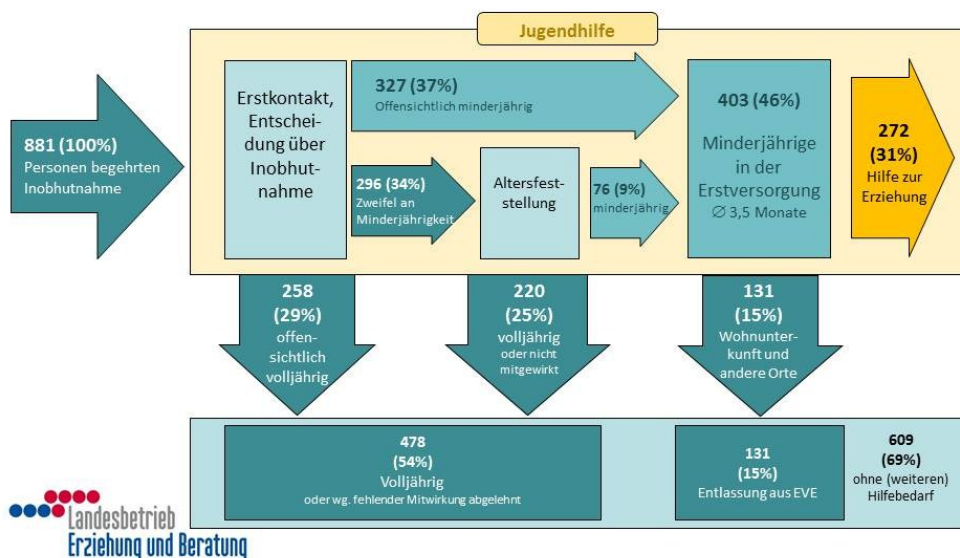 Jugendhilfe
881 (100%)
Personen begehrten
Inobhutnahme
Erstkontakt,
Entschei-
dung über
Inobhut-
nahme
327 (37%)
Offensichtlich minderjährig
296 (34%)
Zweifel an
Minderjährigkeit
Altersfest-
stellung
76 (9%)
minderjährig
403 (46%)
Minderjährige
in der
Erstversorgung
∅ 3,5 Monate
272
(31%)
Hilfe zur
Erziehung
258
(29%)
offen-
sichtlich
volljährig
220
(25%)
volljährig
oder nicht
mitgewirkt
131
(15%)
Wohnunter-
kunft und
andere Orte
478
(54%)
Volljährig
oder wg. fehlender Mitwirkung abgelehnt
131
(15%)
Entlassung aus EVE
609
(69%)
ohne (weiteren)
Hilfebedarf
Landesbetrieb
Erziehung und Beratung